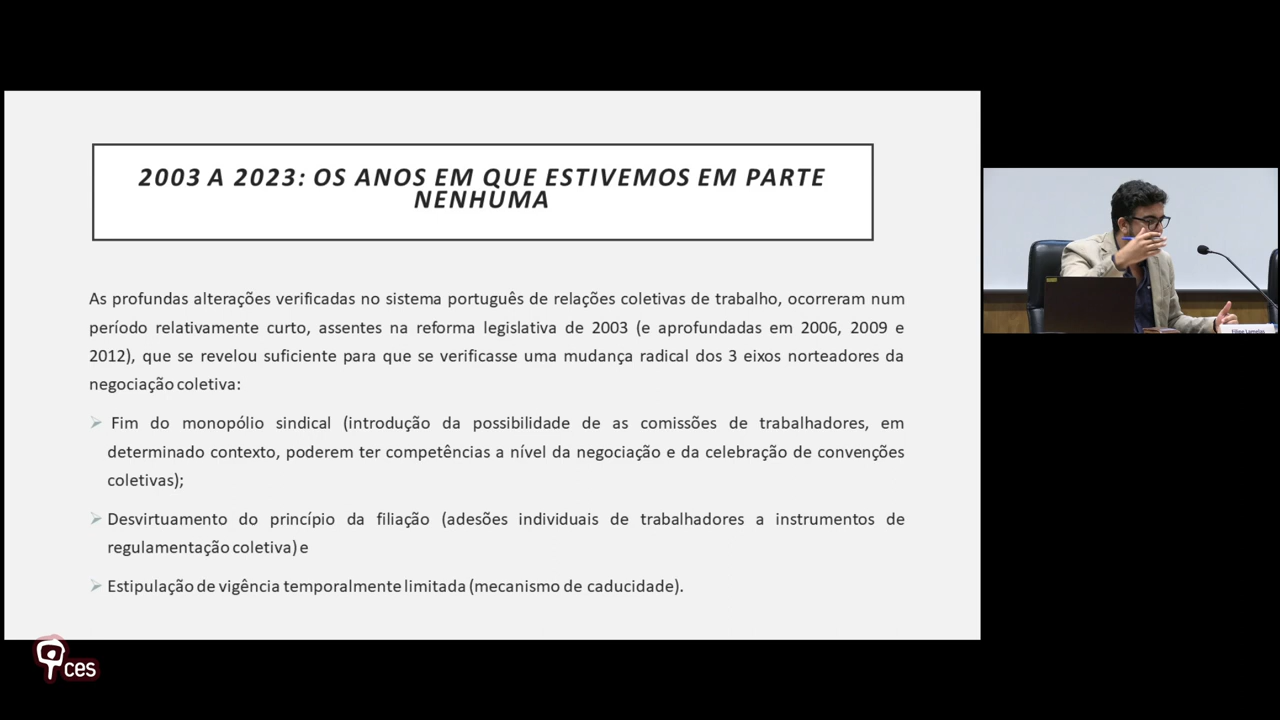 2003 A 2023: OS ANOS EM QUE ESTIVEMOS EM PARTE
NENHUMA
As profundas alterações verificadas no sistema português de relações coletivas de trabalho, ocorreram num
período relativamente curto, assentes na reforma legislativa de 2003 (e aprofundadas em 2006, 2009 e
2012), que se revelou suficiente para que se verificasse uma mudança radical dos 3 eixos norteadores da
negociação coletiva:
➢ Fim do monopólio sindical (introdução da possibilidade de as comissões de trabalhadores, em
determinado contexto, poderem ter competências a nível da negociação e da celebração de convenções
coletivas);
➢ Desvirtuamento do princípio da filiação (adesões individuais de trabalhadores a instrumentos de
regulamentação coletiva) e
➢ Estipulação de vigência temporalmente limitada (mecanismo de caducidade).
Filipe Lamelas
ces